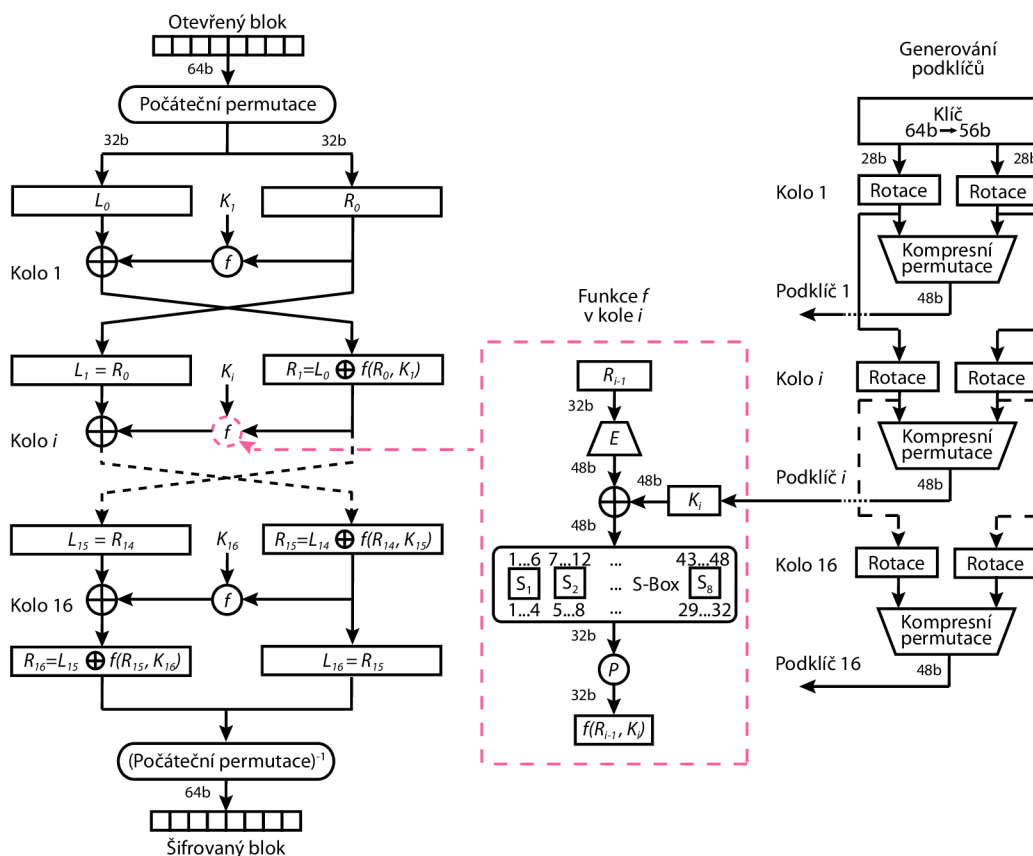 Otevřený blok
64b
Počáteční permutace
32b
32b
L0
K1
R0
f
Kolo 1
L1 = R0
Ki
R1=L0 ⊕ f(R0, K1)
f
Kolo i
L15 = R14
K16
R15=L14 ⊕ f(R14, K15)
f
Kolo 16
R16=L15 ⊕ f(R15, K16)
L16 = R15
(Počáteční permutace)-1
64b
Šifrovaný blok
Funkce f
v kole i
Ri-1
32b
E
48b
48b
Ki
48b
1...6 7...12 ... 43...48
S1 S2 ... S-Box S8
1...4 5...8 ... 29...32
32b
P
32b
f(Ri-1, Ki)
Generování
podklíčů
Klíč
64b→56b
28b
28b
Kolo 1
Rotace
Rotace
Kompresní
permutace
Podklíč 1
48b
Kolo i
Rotace
Rotace
Kompresní
permutace
Podklíč i
48b
Kolo 16
Rotace
Rotace
Kompresní
permutace
Podklíč 16
48b